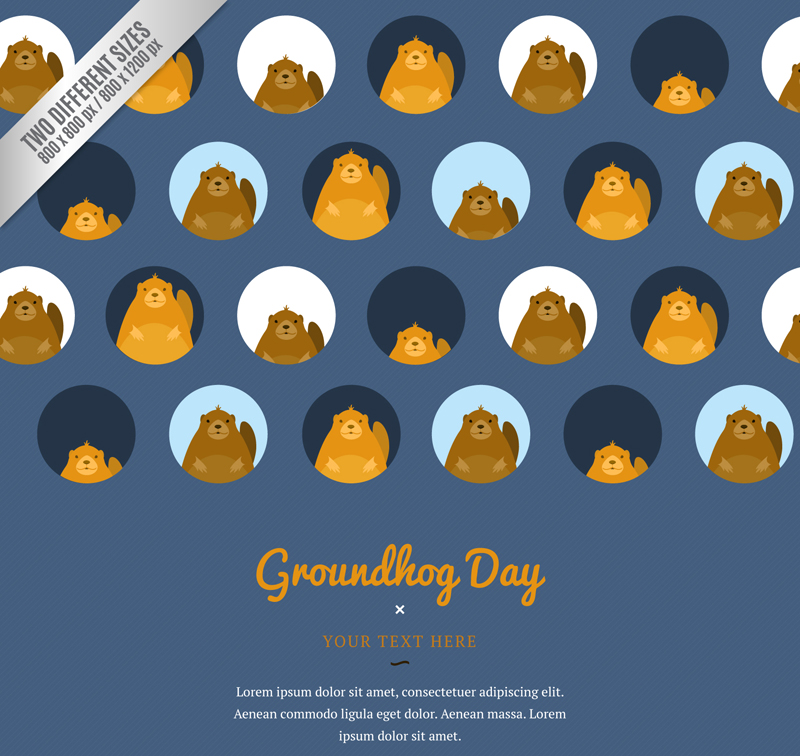 TWO DIFFERENT SIZES
800 x 800 px / 800 x 1200 px
Groundhog Day
YOUR TEXT HERE
Lorem ipsum dolor sit amet, consectetuer adipiscing elit.
Aenean commodo ligula eget dolor. Aenean massa. Lorem
ipsum dolor sit amet.